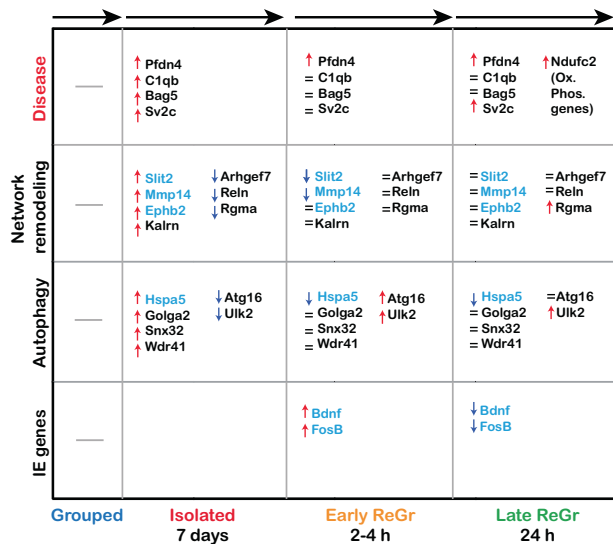 Disease
↑ Pfdn4
↑ C1qb
↑ Bag5
↑ Sv2c
↑ Pfdn4
= C1qb
= Bag5
= Sv2c
↑ Pfdn4 ↑ Ndufc2
= C1qb (Ox.
= Bag5 Phos.
↑ Sv2c genes)
Network
remodeling
↑ Slit2 ↓ Arhgef7
↑ Mmp14 ↓ Reln
↑ Ephb2 ↓ Rgma
↑ Kalrn
↓ Slit2 = Arhgef7
↓ Mmp14 = Reln
= Ephb2 = Rgma
= Kalrn
= Slit2 = Arhgef7
= Mmp14 = Reln
= Ephb2 ↑ Rgma
= Kalrn
Autophagy
↑ Hspa5 ↓ Atg16
↑ Golga2 ↓ Ulk2
↑ Snx32
↑ Wdr41
↓ Hspa5 ↑ Atg16
= Golga2 ↑ Ulk2
= Snx32
= Wdr41
↓ Hspa5 = Atg16
= Golga2 ↑ Ulk2
= Snx32
= Wdr41
IE genes
↑ Bdnf
↑ FosB
↓ Bdnf
↓ FosB
Grouped Isolated Early ReGr Late ReGr
7 days 2-4 h 24 h